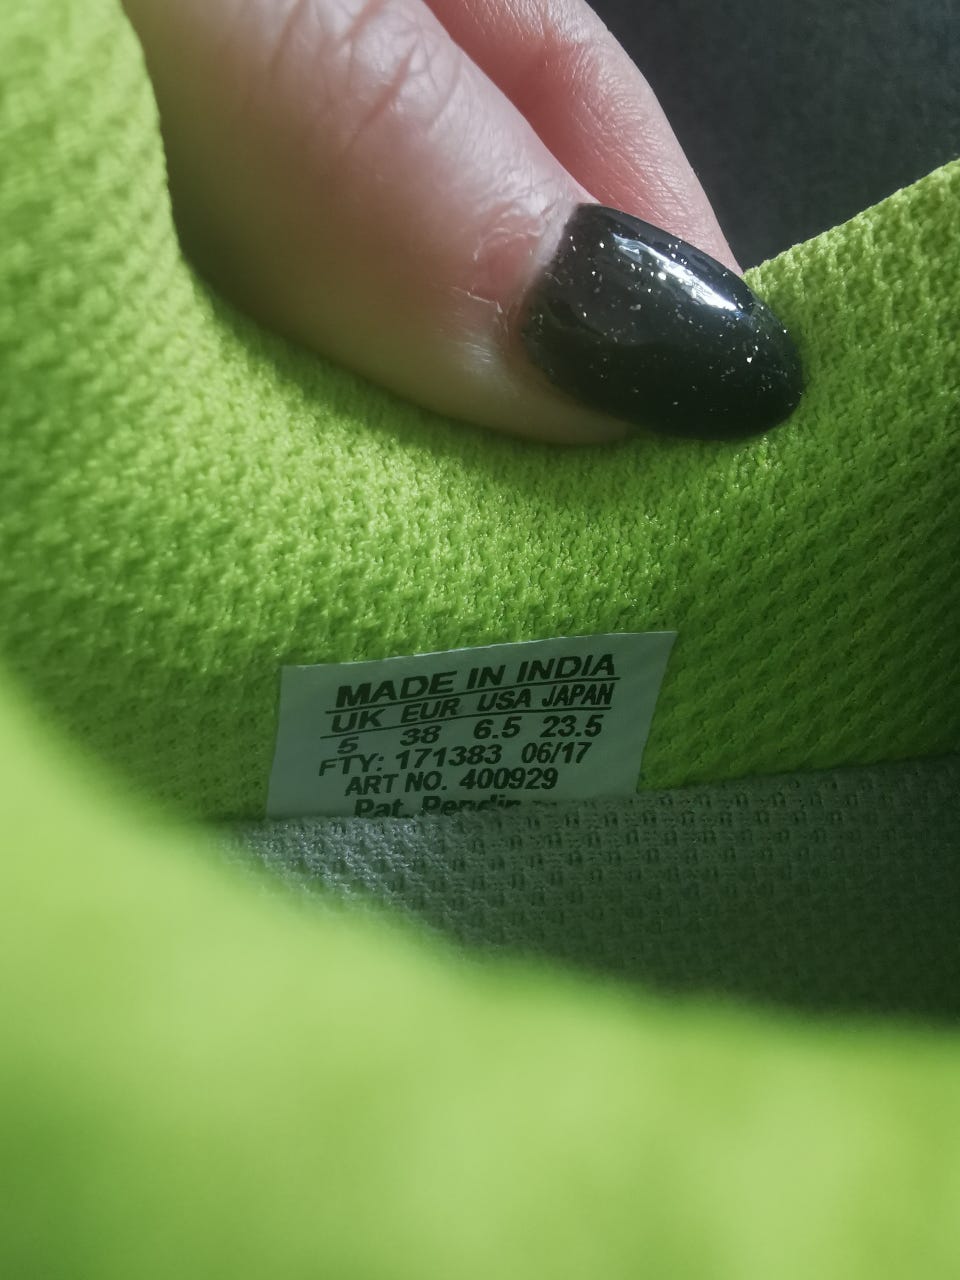 MADE IN INDIA
UK EUR USA JAPAN
5 38 6.5 23.5
FTY: 171383 06/17
ART NO. 400929
Pat. Pendin